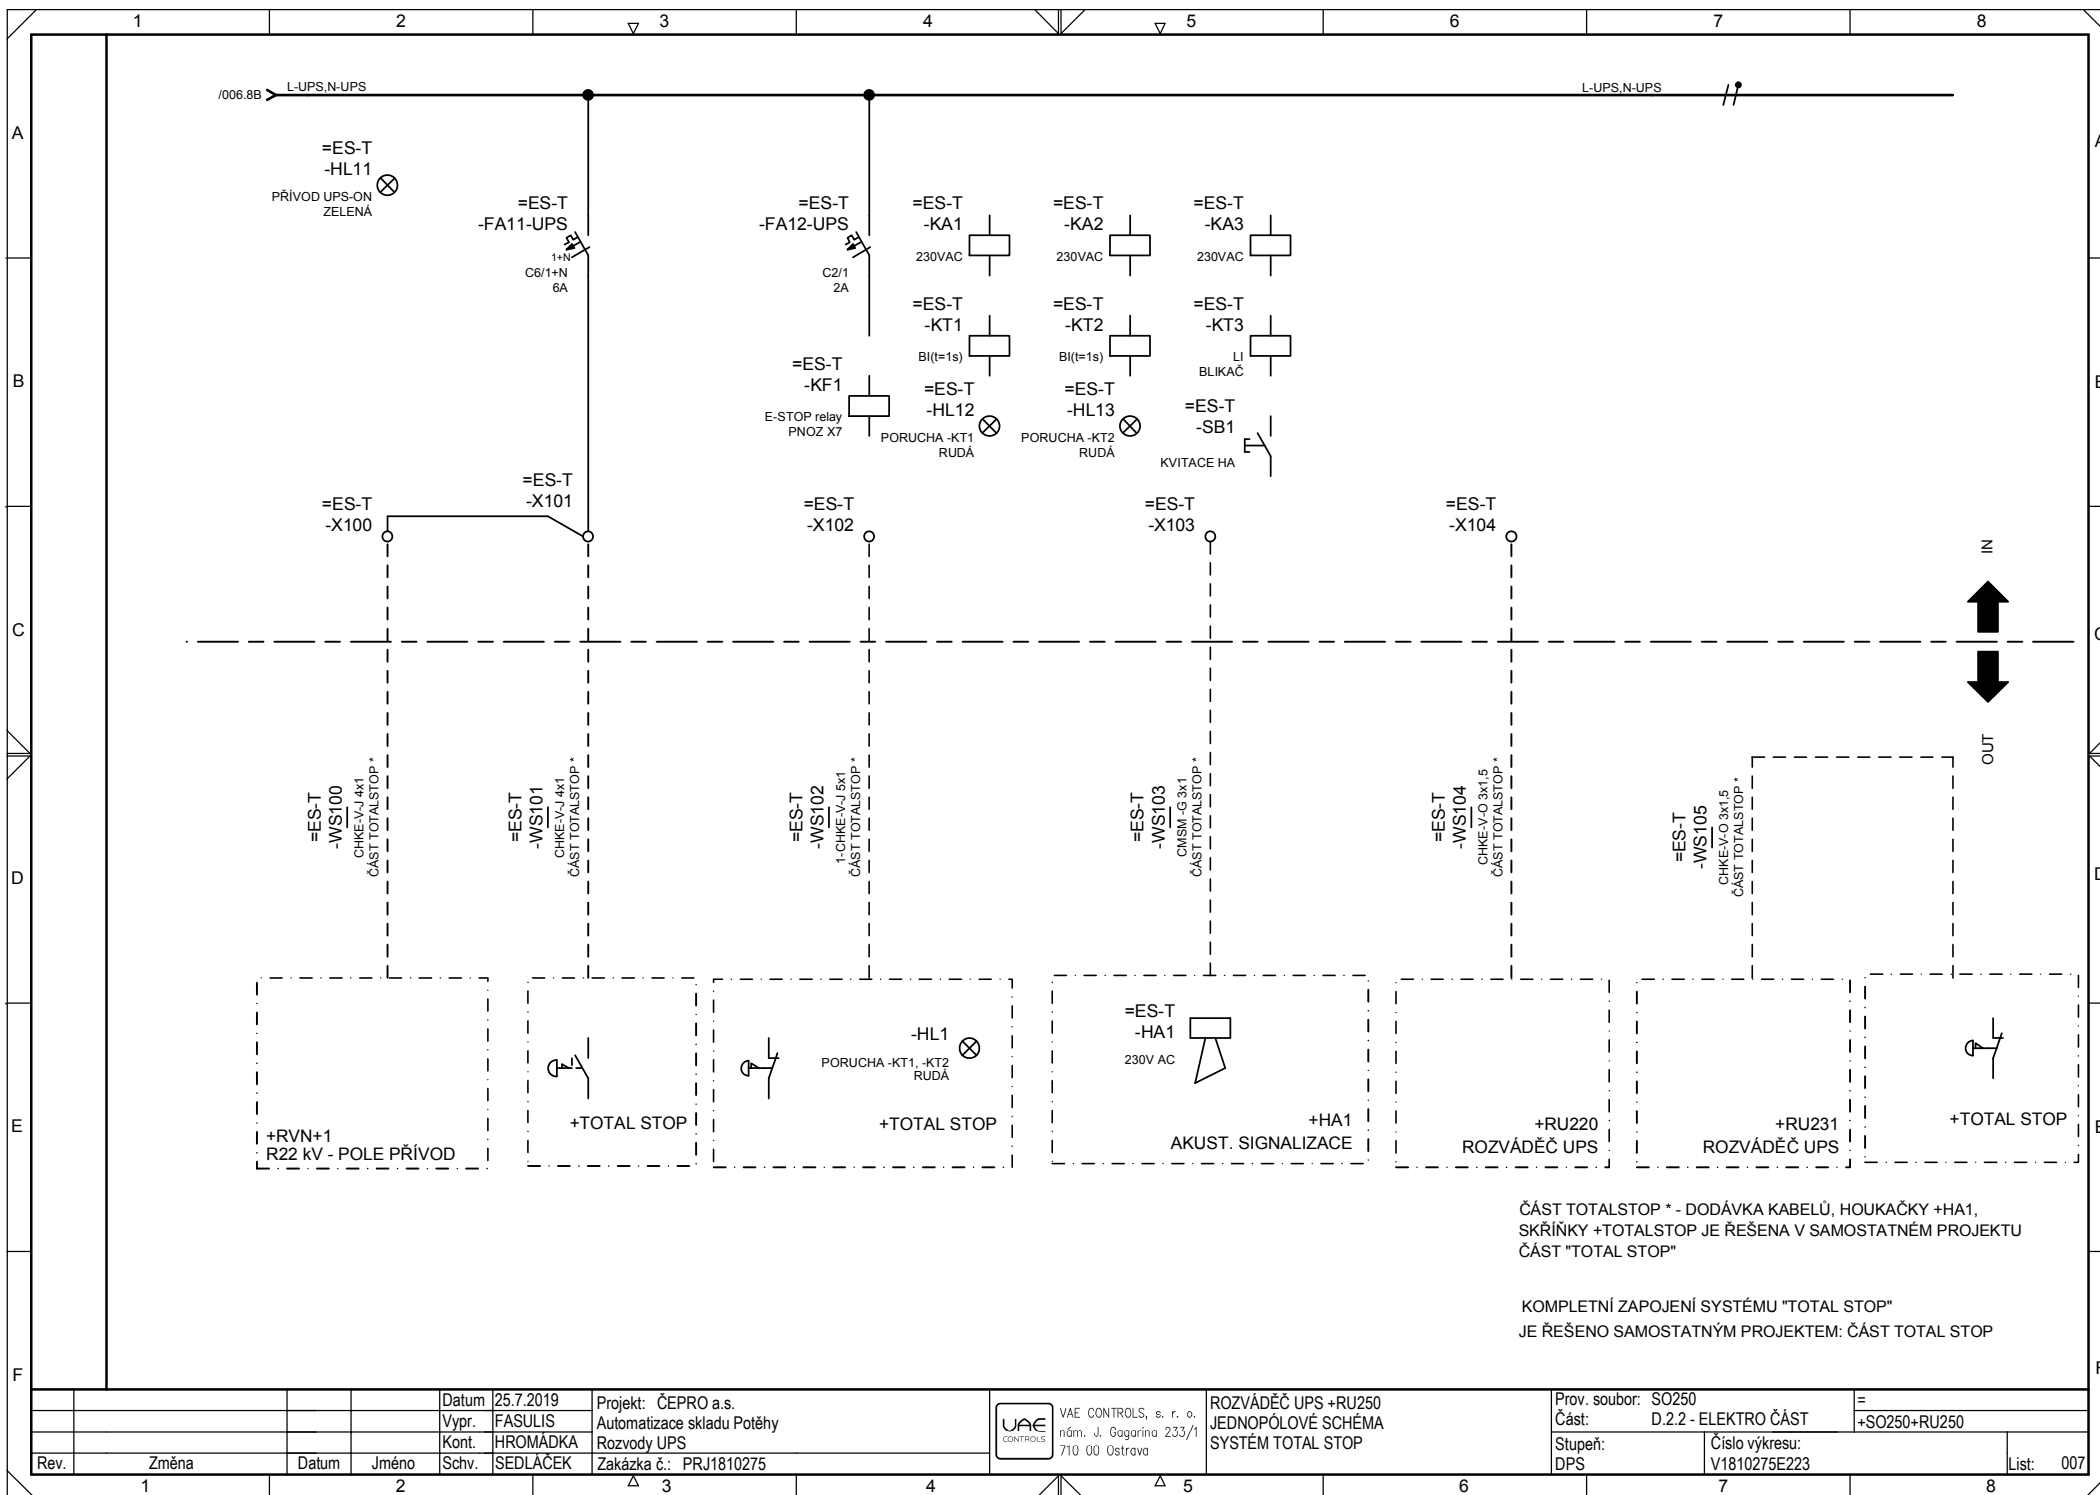 1 2 3 4 5 6 7 8
/006.8B
L-UPS,N-UPS
L-UPS,N-UPS
A
B
C
D
E
F
=ES-T
-HL11
PŘÍVOD UPS-ON
ZELENÁ
=ES-T
-FA11-UPS
1+N
C6/1+N
6A
=ES-T
-FA12-UPS
C2/1
2A
=ES-T
-KA1
230VAC
=ES-T
-KA2
230VAC
=ES-T
-KA3
230VAC
=ES-T
-KT1
BI(t=1s)
=ES-T
-KT2
BI(t=1s)
=ES-T
-KT3
LI
BLIKAČ
=ES-T
-KF1
E-STOP relay
PNOZ X7
=ES-T
-HL12
PORUCHA -KT1
RUDÁ
=ES-T
-HL13
PORUCHA -KT2
RUDÁ
=ES-T
-SB1
KVITACE HA
=ES-T
-X100
=ES-T
-X101
=ES-T
-X102
=ES-T
-X103
=ES-T
-X104
IN
OUT
=ES-T
-WS100
CHKE-V-J 4x1
ČÁST TOTALSTOP *
=ES-T
-WS101
CHKE-V-J 4x1
ČÁST TOTALSTOP *
=ES-T
-WS102
1-CHKE-V-J 5x1
ČÁST TOTALSTOP *
=ES-T
-WS103
CMSM -G 3x1
ČÁST TOTALSTOP *
=ES-T
-WS104
CHKE-V-O 3x1,5
ČÁST TOTALSTOP *
=ES-T
-WS105
CHKE-V-O 3x1,5
ČÁST TOTALSTOP *
+RVN+1
R22 kV - POLE PŘÍVOD
+TOTAL STOP
-HL1
PORUCHA -KT1, -KT2
RUDÁ
+TOTAL STOP
=ES-T
-HA1
230V AC
+HA1
AKUST. SIGNALIZACE
+RU220
ROZVÁDĚČ UPS
+RU231
ROZVÁDĚČ UPS
+TOTAL STOP
ČÁST TOTALSTOP * - DODÁVKA KABELŮ, HOUKAČKY +HA1,
SKŘÍŇKY +TOTALSTOP JE ŘEŠENA V SAMOSTATNÉM PROJEKTU
ČÁST "TOTAL STOP"
KOMPLETNÍ ZAPOJENÍ SYSTÉMU "TOTAL STOP"
JE ŘEŠENO SAMOSTATNÝM PROJEKTEM: ČÁST TOTAL STOP
Rev. Změna Datum Jméno
Datum 25.7.2019
Vypr. FASULIS
Kont. HROMÁDKA
Schv. SEDLÁČEK
Projekt: ČEPRO a.s.
Automatizace skladu Potěhy
Rozvody UPS
Zakázka č.: PRJ1810275
VAE
CONTROLS
VAE CONTROLS, s. r. o.
nám. J. Gagarina 233/1
710 00 Ostrava
ROZVÁDĚČ UPS +RU250
JEDNOPÓLOVÉ SCHÉMA
SYSTÉM TOTAL STOP
Prov. soubor: SO250
Část: D.2.2 - ELEKTRO ČÁST
=
+SO250+RU250
Stupeň:
DPS
Číslo výkresu:
V1810275E223
List: 007
1 2 3 4 5 6 7 8